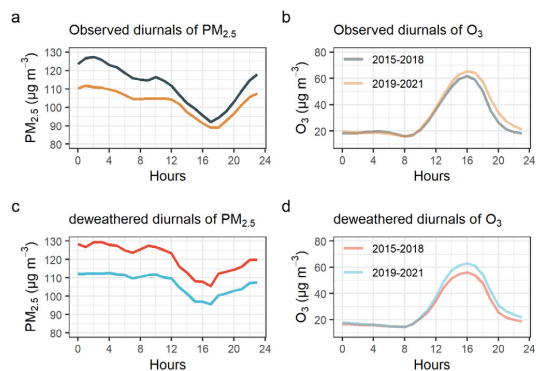 a
Observed diurnals of PM2.5
PM2.5 (µg m−3)
130
120
110
100
90
80
0 4 8 12 16 20 24
Hours
b
Observed diurnals of O3
O3 (µg m−3)
80
60
40
20
2015-2018
2019-2021
0 4 8 12 16 20 24
Hours
c
deweathered diurnals of PM2.5
PM2.5 (µg m−3)
130
120
110
100
90
80
0 4 8 12 16 20 24
Hours
d
deweathered diurnals of O3
O3 (µg m−3)
80
60
40
20
2015-2018
2019-2021
0 4 8 12 16 20 24
Hours